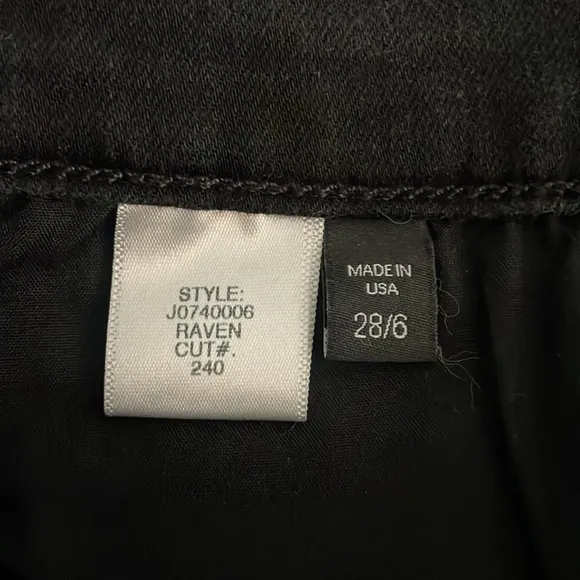 STYLE:
J0740006
RAVEN
CUT#.
240
MADE IN
USA
28/6